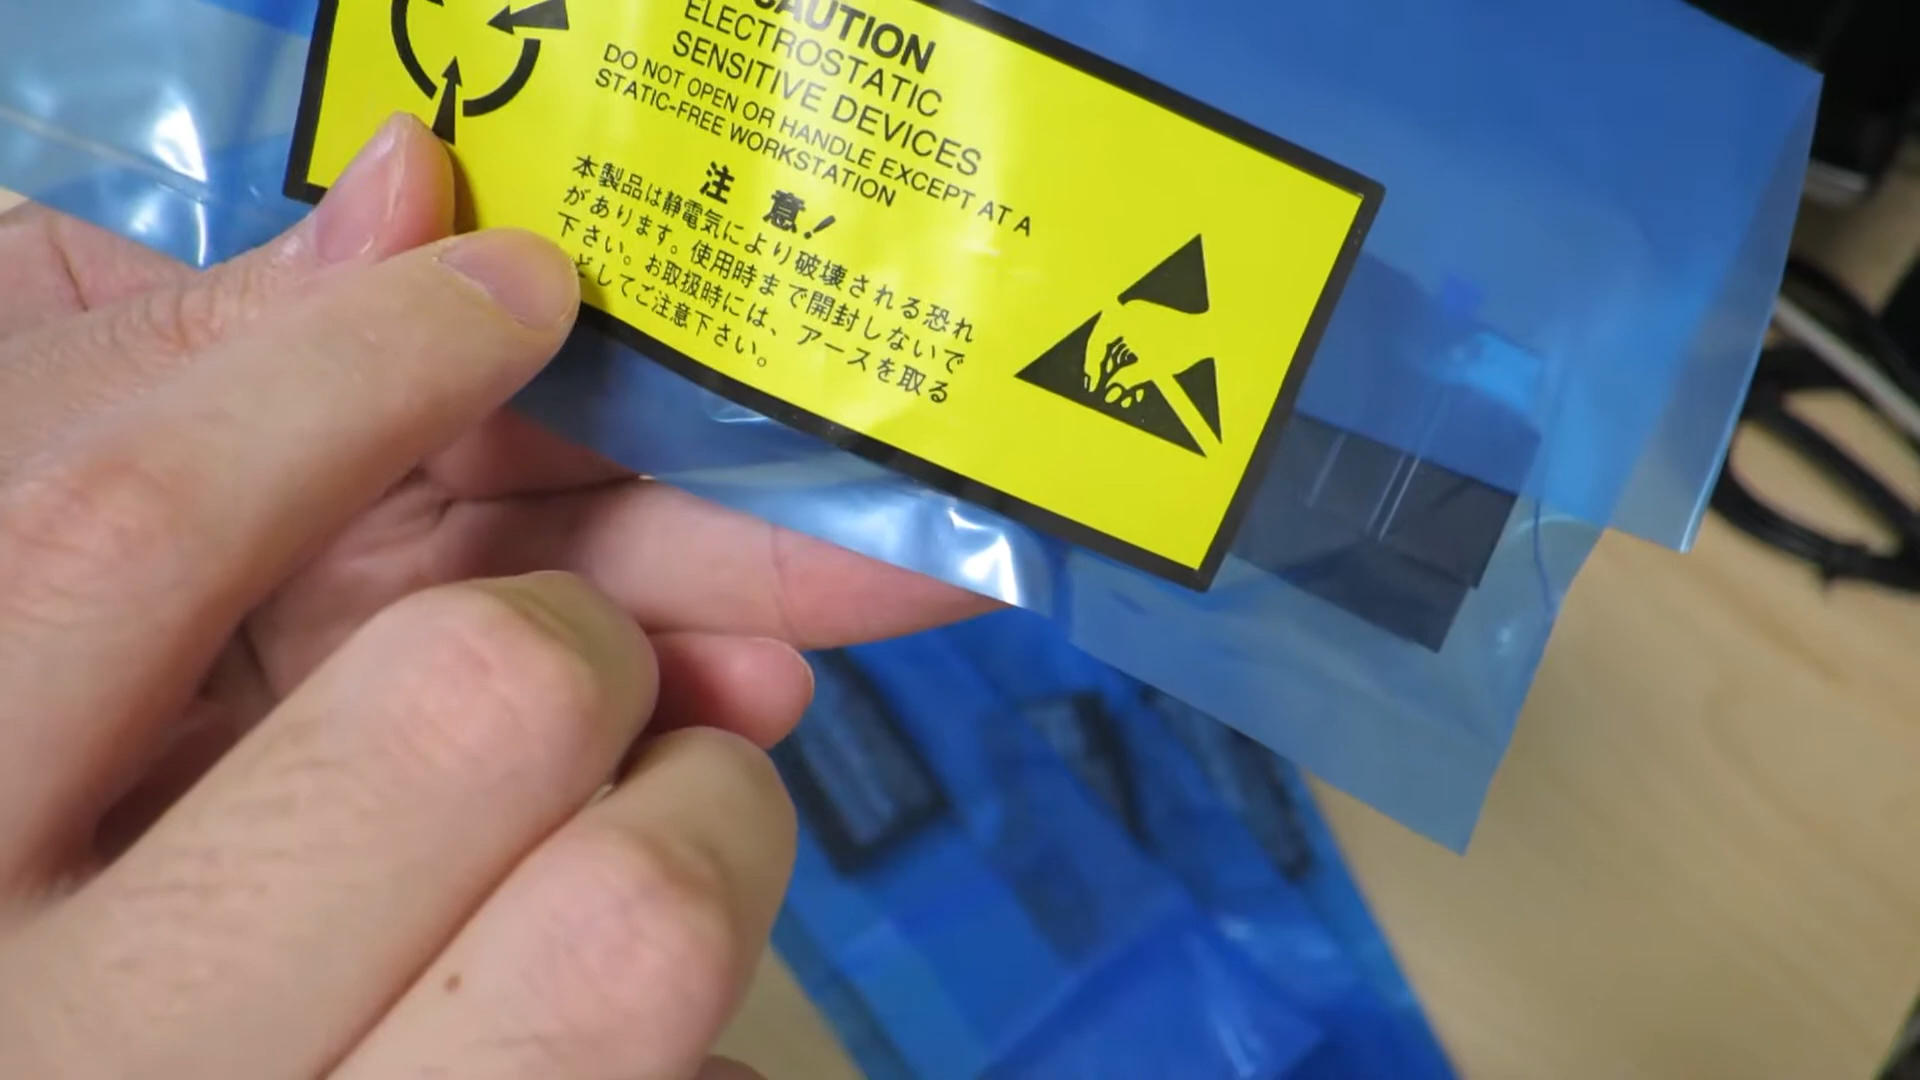 CAUTION
ELECTROSTATIC
SENSITIVE DEVICES
DO NOT OPEN OR HANDLE EXCEPT AT A
STATIC-FREE WORKSTATION
注 意!
本製品は静電気により破壊される恐れ
があります。使用時まで開封しないで
下さい。お取扱時には、アースを取る
どしてご注意下さい。